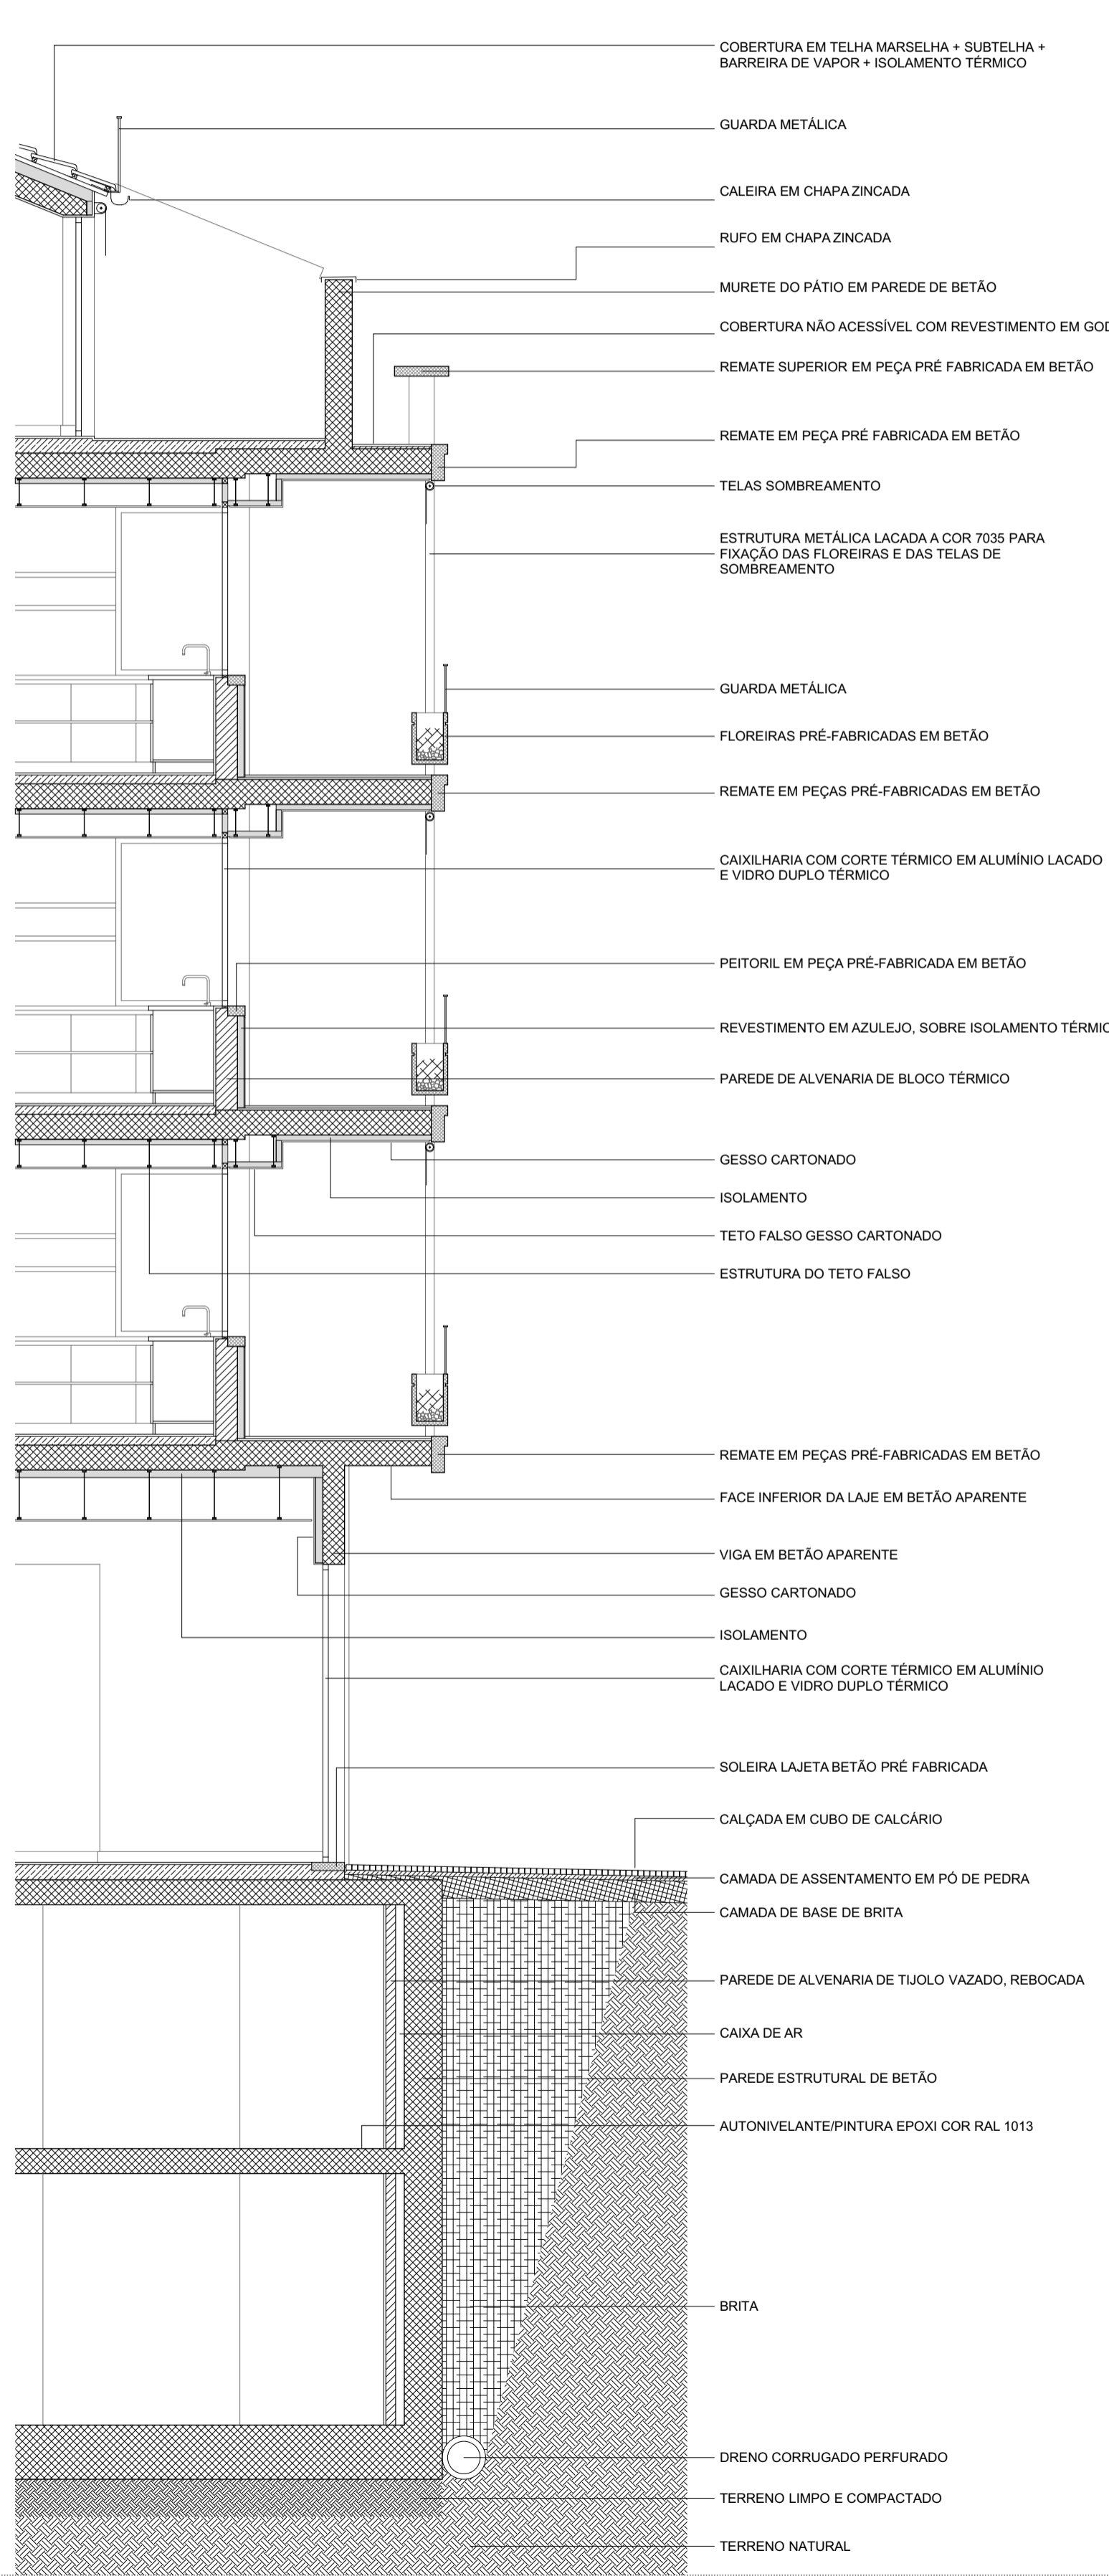 COBERTURA EM TELHA MARSELHA + SUBTELHA +
BARREIRA DE VAPOR + ISOLAMENTO TÉRMICO
GUARDA METÁLICA
CALEIRA EM CHAPA ZINCADA
RUFO EM CHAPA ZINCADA
MURETE DO PÁTIO EM PAREDE DE BETÃO
COBERTURA NÃO ACESSÍVEL COM REVESTIMENTO EM
REMATE SUPERIOR EM PEÇA PRÉ FABRICADA EM BETÃO
REMATE EM PEÇA PRÉ FABRICADA EM BETÃO
TELAS SOMBREAMENTO
ESTRUTURA METÁLICA LACADA A COR 7035 PARA
FIXAÇÃO DAS FLOREIRAS E DAS TELAS DE
SOMBREAMENTO
GUARDA METÁLICA
FLOREIRAS PRÉ-FABRICADAS EM BETÃO
REMATE EM PEÇAS PRÉ-FABRICADAS EM BETÃO
CAIXILHARIA COM CORTE TÉRMICO EM ALUMÍNIO LACADO
E VIDRO DUPLO TÉRMICO
PEITORIL EM PEÇA PRÉ-FABRICADA EM BETÃO
REVESTIMENTO EM AZULEJO, SOBRE ISOLAMENTO
PAREDE DE ALVENARIA DE BLOCO TÉRMICO
GESSO CARTONADO
ISOLAMENTO
TETO FALSO GESSO CARTONADO
ESTRUTURA DO TETO FALSO
REMATE EM PEÇAS PRÉ-FABRICADAS EM BETÃO
FACE INFERIOR DA LAJE EM BETÃO APARENTE
VIGA EM BETÃO APARENTE
GESSO CARTONADO
ISOLAMENTO
CAIXILHARIA COM CORTE TÉRMICO EM ALUMÍNIO
LACADO E VIDRO DUPLO TÉRMICO
SOLEIRA LAJETA BETÃO PRÉ FABRICADA
CALÇADA EM CUBO DE CALCÁRIO
CAMADA DE ASSENTAMENTO EM PÓ DE PEDRA
CAMADA DE BASE DE BRITA
PAREDE DE ALVENARIA DE TIJOLO VAZADO, REBOCADA
CAIXA DE AR
PAREDE ESTRUTURAL DE BETÃO
AUTONIVELANTE/PINTURA EPOXI COR RAL 1013
BRITA
DRENO CORRUGADO PERFURADO
TERRENO LIMPO E COMPACTADO
TERRENO NATURAL